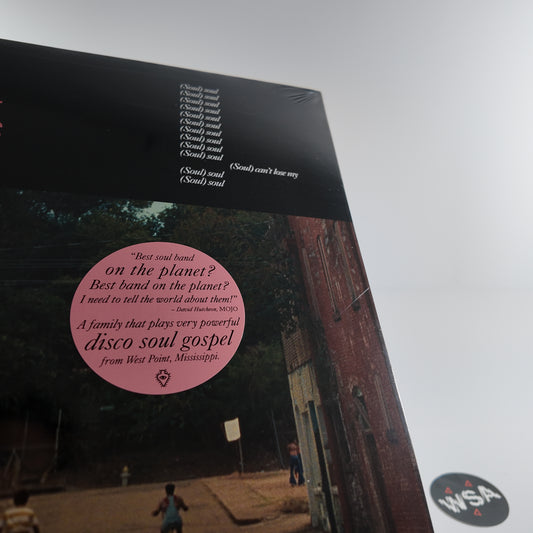 (Soul) soul
(Soul) soul
(Soul) soul
(Soul) soul
(Soul) soul
(Soul) soul
(Soul) soul
(Soul) soul
(Soul) soul
(Soul) soul
(Soul) can't lose my
(Soul) soul
(Soul) soul
"Best soul band
on the planet?
Best band on the planet?
I need to tell the world about them!"
– David Hutcheon, MOJO
A family that plays very powerful
disco soul gospel
from West Point, Mississippi.
WSA